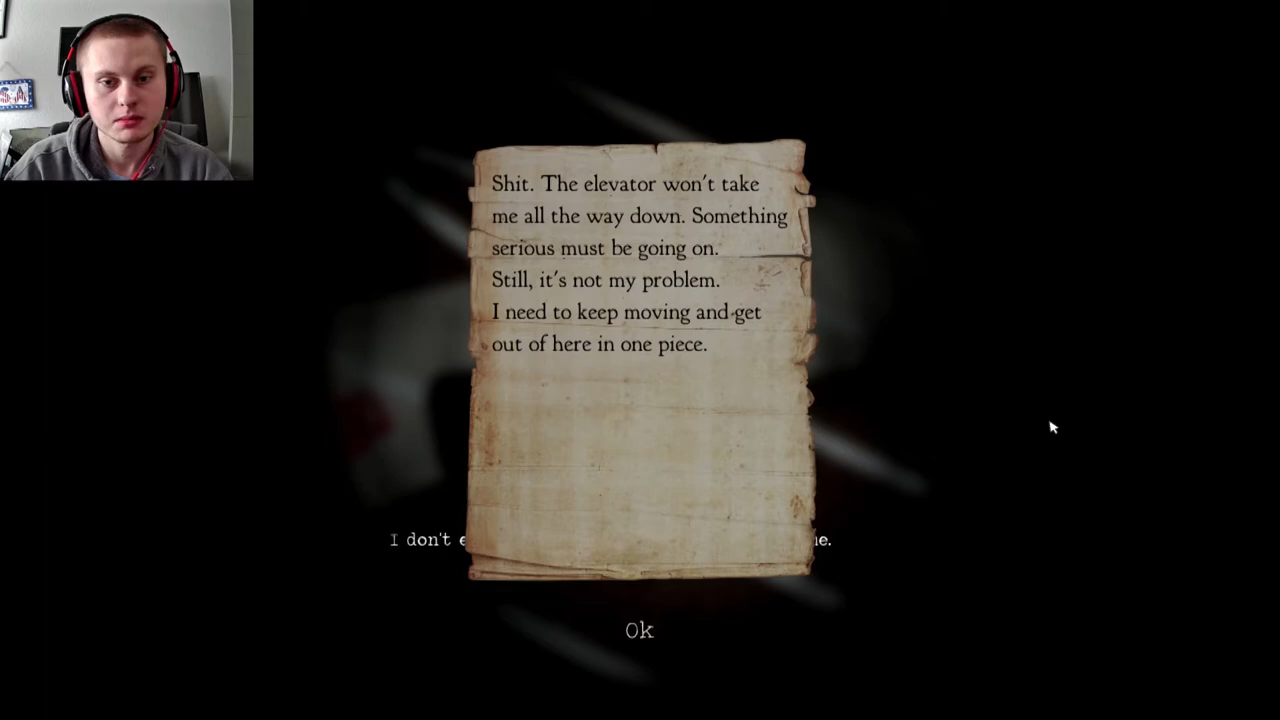 Shit. The elevator won't take
me all the way down. Something
serious must be going on.
Still, it's not my problem.
I need to keep moving and get
out of here in one piece.
I don't
Ok